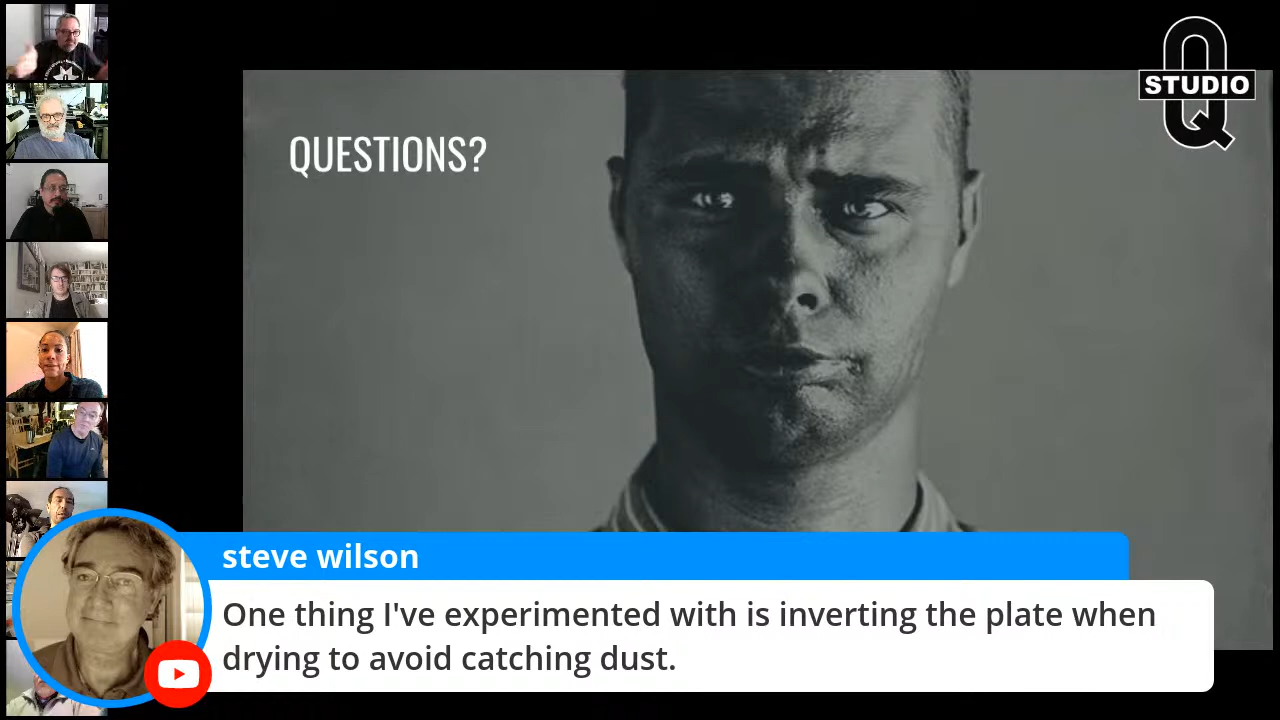 STUDIO
Q
QUESTIONS?
steve wilson
One thing I've experimented with is inverting the plate when
drying to avoid catching dust.